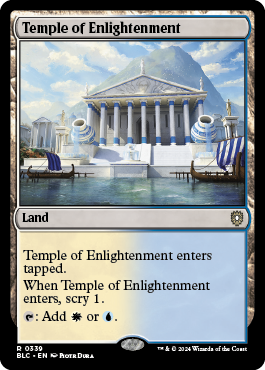 Temple of Enlightenment
Land
Temple of Enlightenment enters
tapped.
When Temple of Enlightenment
enters, scry 1.
: Add or .
R 0339
BLC • EN Piotr Dura
™ & © 2024 Wizards of the Coast